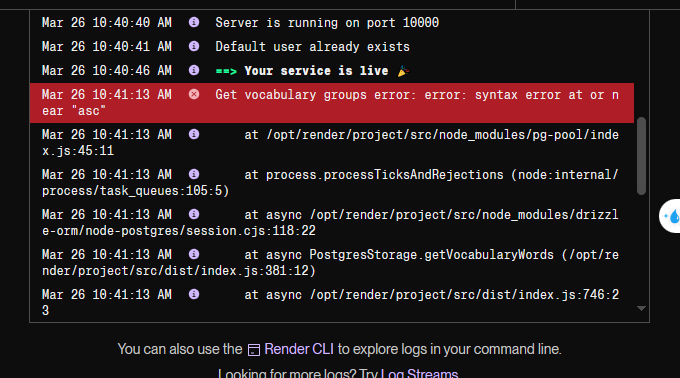 Mar 26 10:40:40 AM Server is running on port 10000
Mar 26 10:40:41 AM Default user already exists
Mar 26 10:40:46 AM ==> Your service is live 🎉
Mar 26 10:41:13 AM Get vocabulary groups error: error: syntax error at or n
ear "asc"
Mar 26 10:41:13 AM at /opt/render/project/src/node_modules/pg-pool/inde
x.js:45:11
Mar 26 10:41:13 AM at process.processTicksAndRejections (node:internal/
process/task_queues:105:5)
Mar 26 10:41:13 AM at async /opt/render/project/src/node_modules/drizzl
e-orm/node-postgres/session.cjs:118:22
Mar 26 10:41:13 AM at async PostgresStorage.getVocabularyWords (/opt/re
nder/project/src/dist/index.js:381:12)
Mar 26 10:41:13 AM at async /opt/render/project/src/dist/index.js:746:2
3
You can also use the Render CLI to explore logs in your command line.
Looking for more logs? Try Log Streams.